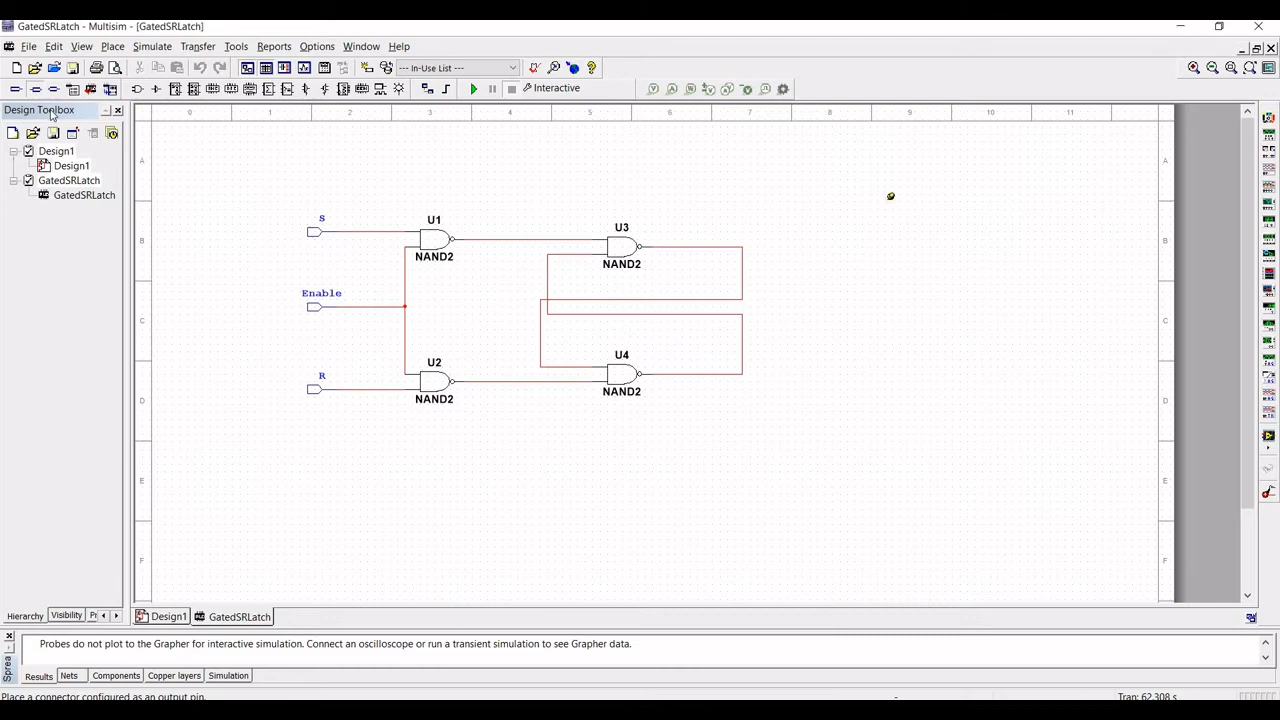 GatedSRLatch - Multisim - [GatedSRLatch]
File Edit View Place Simulate Transfer Tools Reports Options Window Help
--- In-Use List ---
Interactive
Design Toolbox
Design1
Design1
GatedSRLatch
GatedSRLatch
0 1 2 3 4 5 6 7 8 9 10 11
A A
S U1 U3
B B
NAND2 NAND2
Enable
C C
U2 U4
R
NAND2 NAND2
D D
E E
F F
Hierarchy Visibility Pr
Design1 GatedSRLatch
Probes do not plot to the Grapher for interactive simulation. Connect an oscilloscope or run a transient simulation to see Grapher data.
Sprea
Results Nets Components Copper layers Simulation
Place a connector configured as an output pin. - Tran: 62.308 s